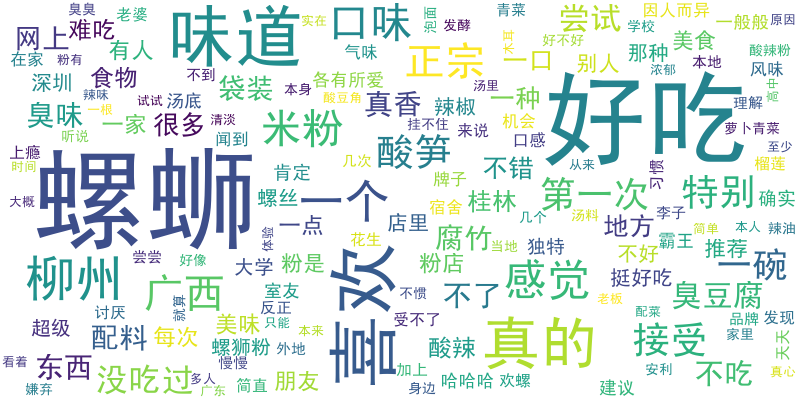 臭臭
老婆
实在
泡面
青菜
因人而异
一般般
原因
网上
难吃
味道
口味
发酵
尝试
学校
在家
粉有
有人
气味
正宗
木耳
好不好
一口
别人
那种
美食
酸辣粉
深圳
食物
不到
袋装
各有所爱
浓郁
本地
风味
辣味
试试
汤底
本身
酸豆角
真香
辣椒
汤里
一种
好吃
高中
理解
臭味
一根
一家
很多
清淡
米粉
挂不住
来说
机会
口感
萝卜青菜
听说
闻到
酸笋
不错
从来
习惯
榴莲
至少
上瘾
时间
螺蛳
肯定
几次
牌子
桂林
第一次
特别
确实
大概
螺丝
一个
宿舍
店里
几个
汤料
地方
李子
简单
本人
辣油
一点
体验
花生
腐竹
当地
独特
不好
霸王
推荐
尝尝
好像
柳州
大学
粉是
喜欢
粉店
感觉
挺好吃
一碗
广西
室友
不惯
不了
老板
臭豆腐
讨厌
就算
反正
配菜
品牌
发现
超级
配料
每次
美味
只能
受不了
真的
接受
家里
天天
螺狮粉
本来
外地
酸辣
看着
东西
没吃过
多人
慢慢
加上
安利
不吃
真心
嫌弃
广东
简直
朋友
身边
哈哈哈
欢螺
建议